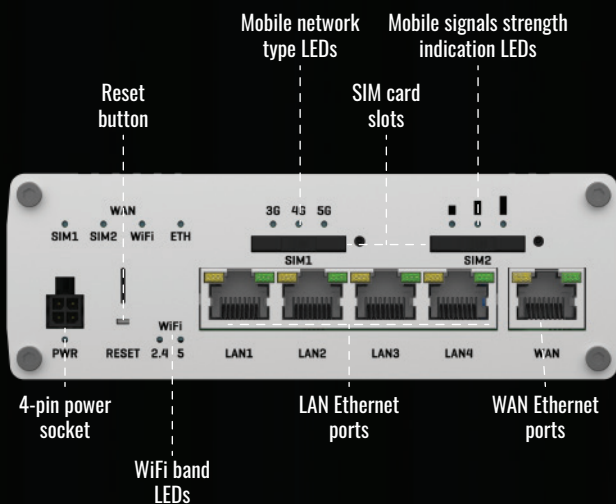 Mobile network
type LEDs
Mobile signals strength
indication LEDs
Reset
button
SIM card
slots
WAN
SIM1 SIM2 WiFi ETH
3G 4G 5G
SIM1
SIM2
WiFi
2.4 5
PWR RESET LAN1 LAN2 LAN3 LAN4 WAN
4-pin power
socket
LAN Ethernet
ports
WAN Ethernet
ports
WiFi band
LEDs